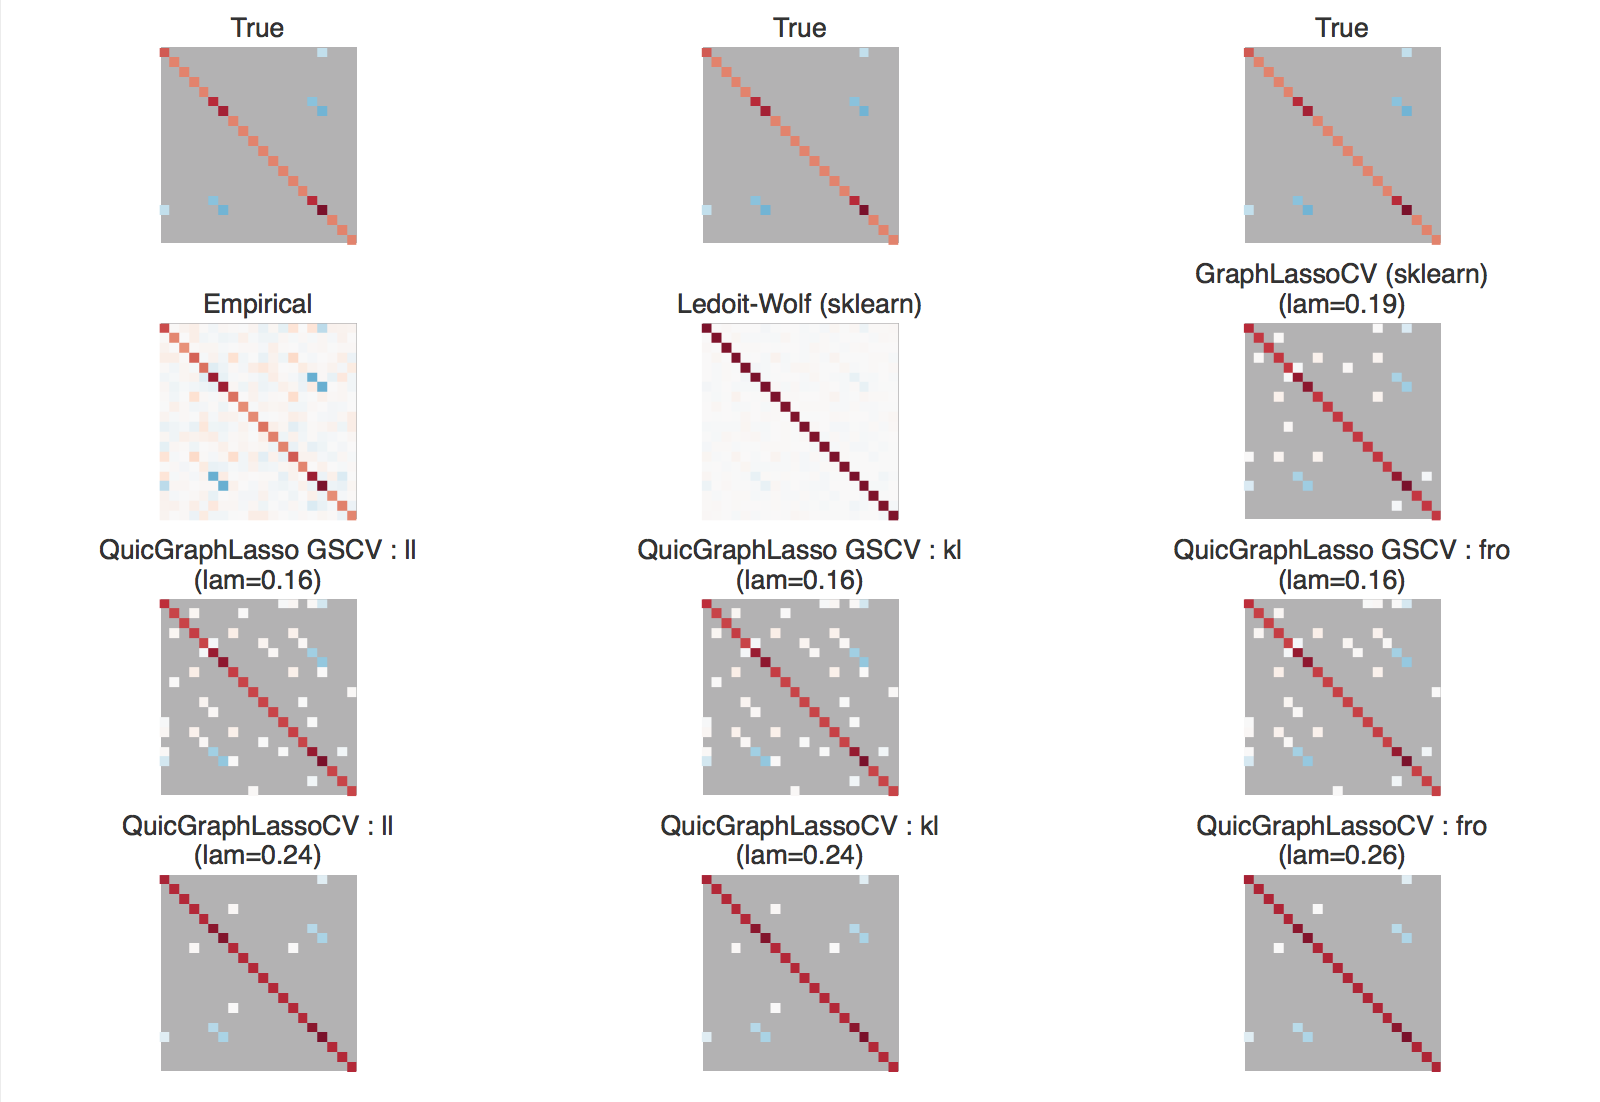 True
True
True
Empirical
Ledoit-Wolf (sklearn)
GraphLassoCV (sklearn)
(lam=0.19)
QuicGraphLasso GSCV : ll
(lam=0.16)
QuicGraphLasso GSCV : kl
(lam=0.16)
QuicGraphLasso GSCV : fro
(lam=0.16)
QuicGraphLassoCV : ll
(lam=0.24)
QuicGraphLassoCV : kl
(lam=0.24)
QuicGraphLassoCV : fro
(lam=0.26)